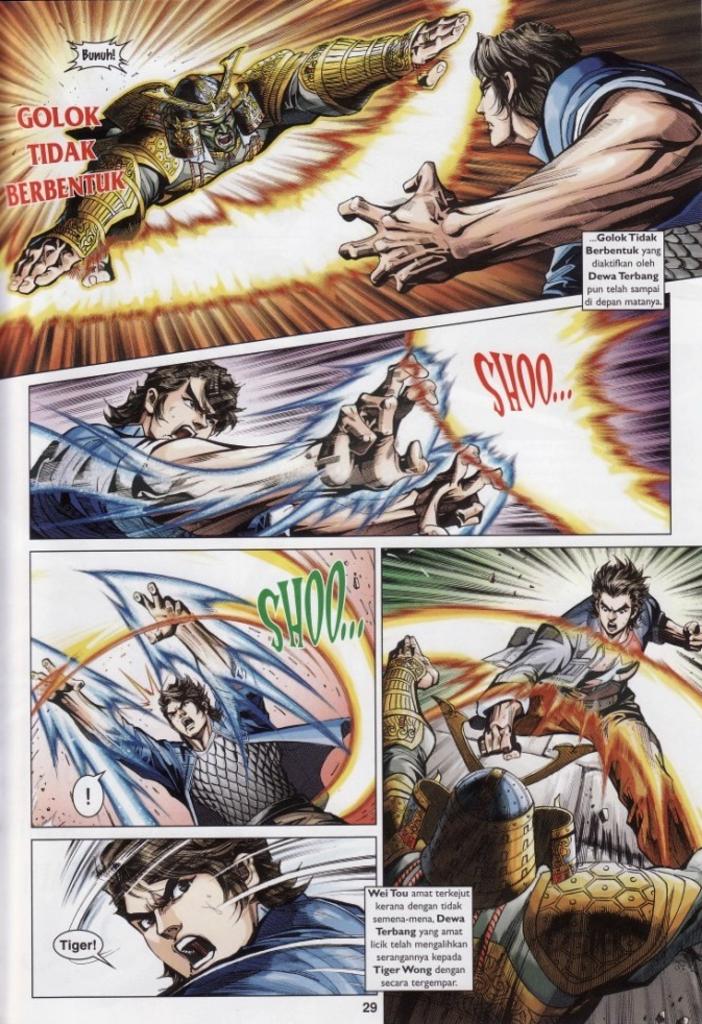 Bunuh!
GOLOK
TIDAK
BERBENTUK
...Golok Tidak
Berbentuk yang
diaktifkan oleh
Dewa Terbang
pun telah sampai
di depan matanya.
SHOO...
SHOO...
!
Tiger!
Wei Tou amat terkejut
kerana dengan tidak
semena-mena, Dewa
Terbang yang amat
licik telah mengalihkan
serangannya kepada
Tiger Wong dengan
secara tergempar.
29